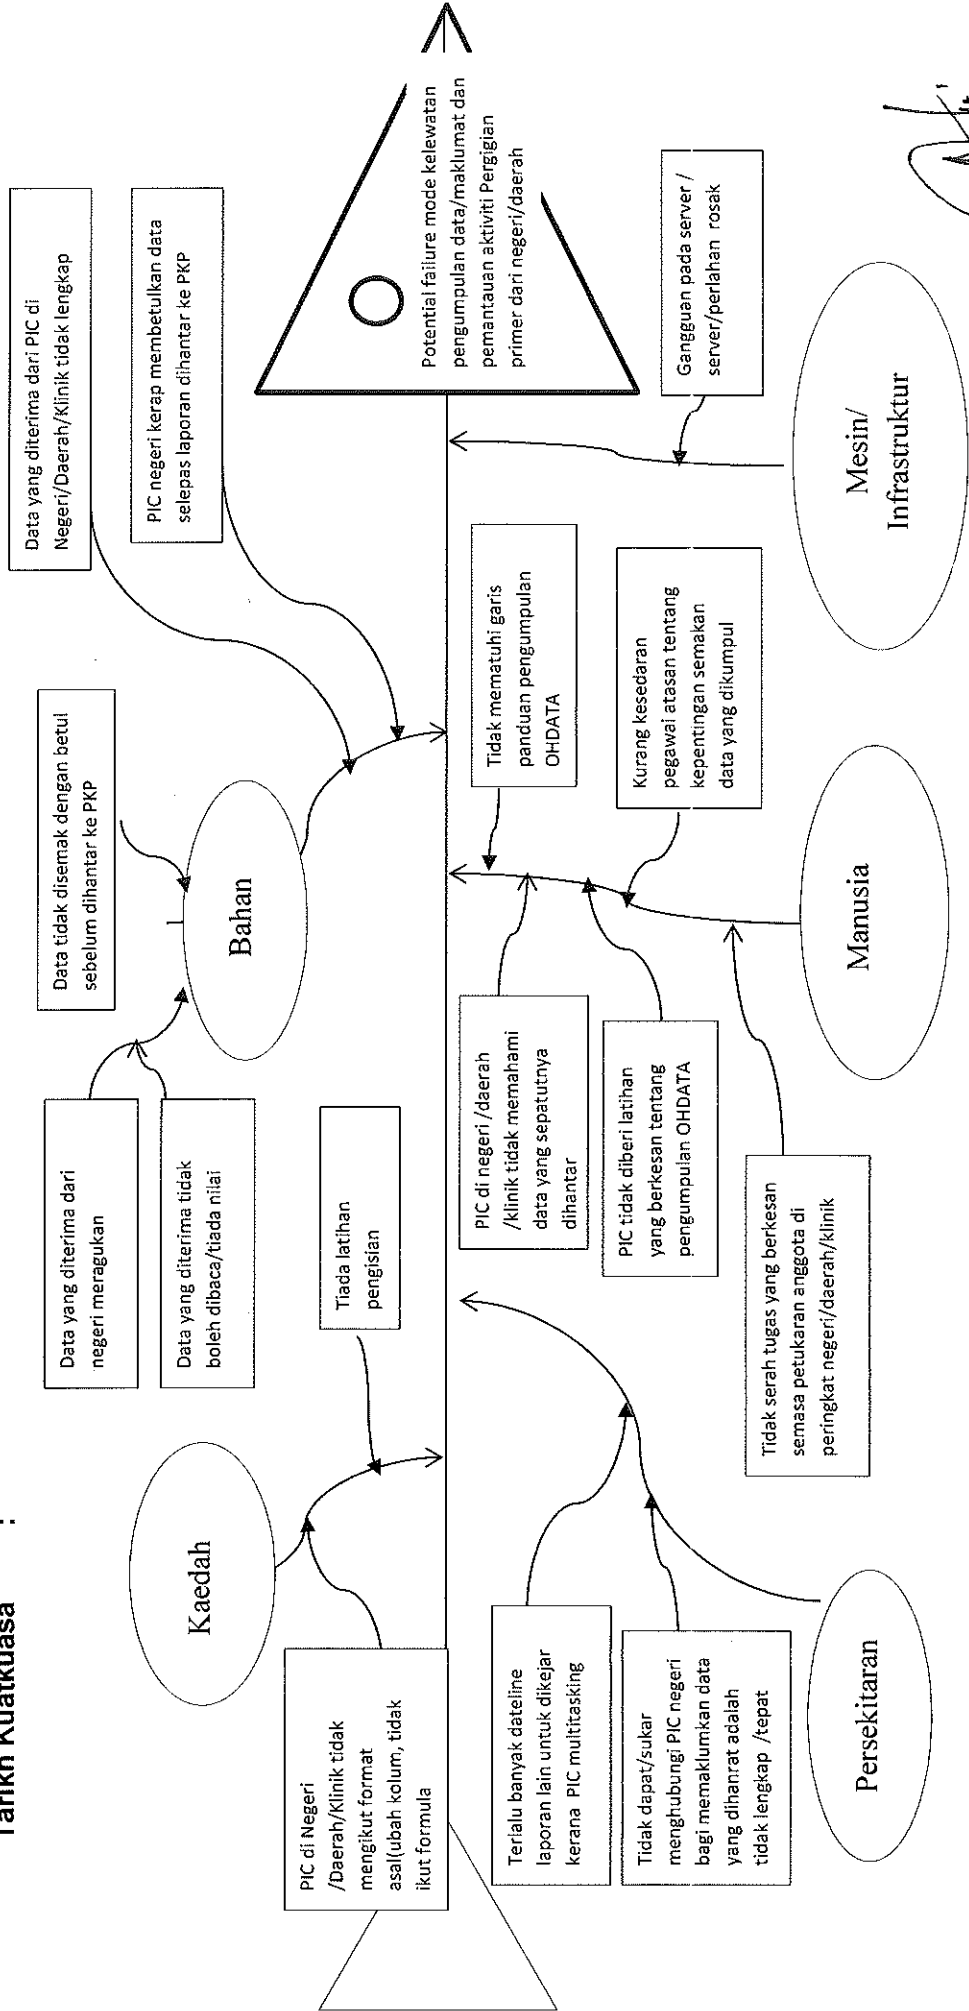 Tarikh Kuatkuasa :
Data yang diterima dari
negeri meragukan
Data yang diterima tidak
boleh dibaca/tiada nilai
Data tidak disemak dengan betul
sebelum dihantar ke PKP
Data yang diterima dari PIC di
Negeri/Daerah/Klinik tidak lengkap
PIC negeri kerap membetulkan data
selepas laporan dihantar ke PKP
Kaedah
Bahan
PIC di Negeri
/Daerah/Klinik tidak
mengikut format
asal(ubah kolum, tidak
ikut formula
Tiada latihan
pengisian
Potential failure mode kelewatan
pengumpulan data/maklumat dan
pemantauan aktiviti Pergigian
primer dari negeri/daerah
Terlalu banyak dateline
laporan lain untuk dikejar
kerana PIC multitasking
Tidak dapat/sukar
menghubungi PIC negeri
bagi memaklumkan data
yang dihanrat adalah
tidak lengkap /tepat
PIC di negeri /daerah
/klinik tidak memahami
data yang sepatutnya
dihantar
PIC tidak diberi latihan
yang berkesan tentang
pengumpulan OHDATA
Tidak serah tugas yang berkesan
semasa petukaran anggota di
peringkat negeri/daerah/klinik
Tidak mematuhi garis
panduan pengumpulan
OHDATA
Kurang kesedaran
pegawai atasan tentang
kepentingan semakan
data yang dikumpul
Gangguan pada server /
server/perlahan rosak
Persekitaran
Manusia
Mesin/
Infrastruktur